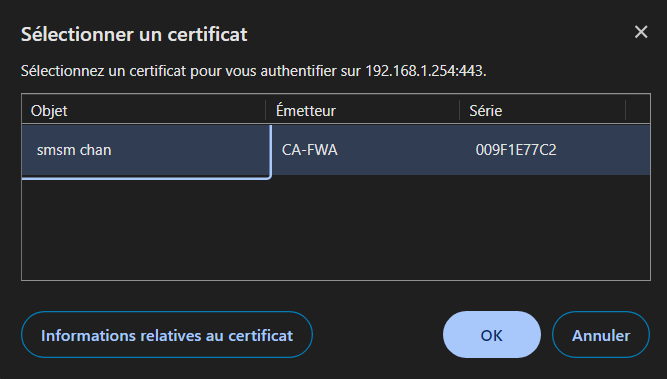 Sélectionner un certificat
Sélectionnez un certificat pour vous authentifier sur 192.168.1.254:443.
Objet Émetteur Série
smsm chan CA-FWA 009F1E77C2
Informations relatives au certificat OK Annuler